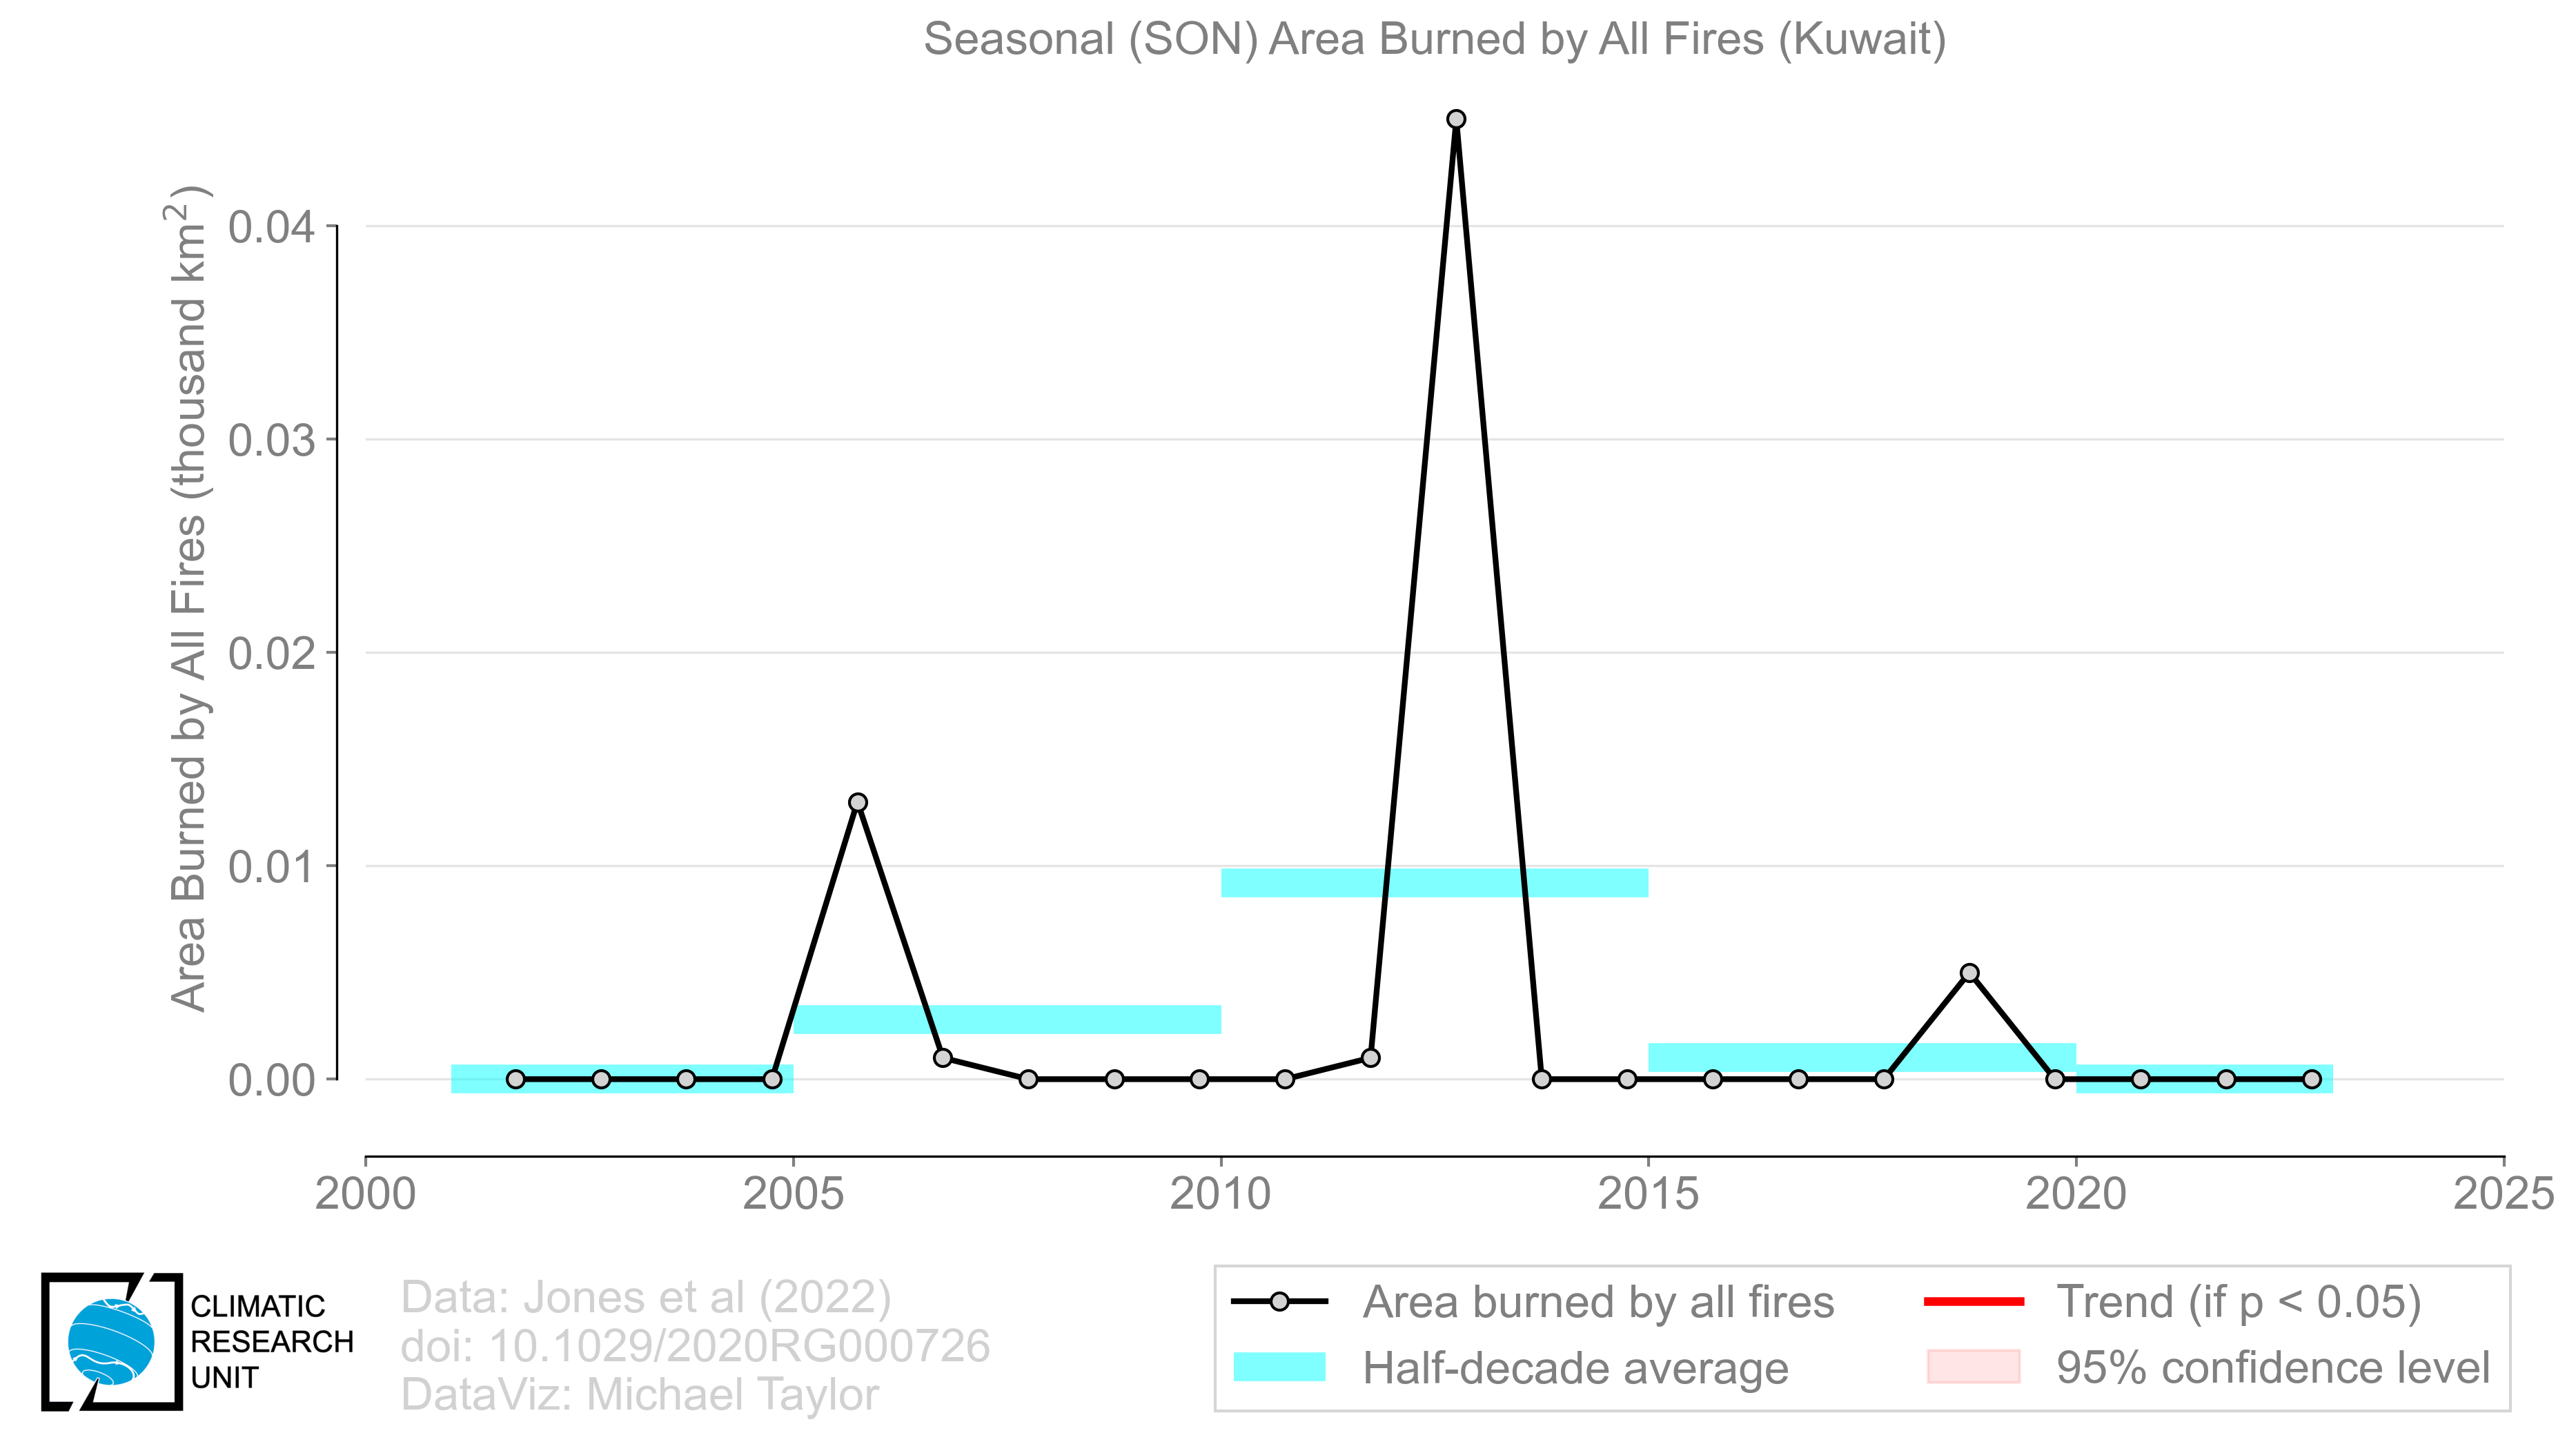 Seasonal (SON) Area Burned by All Fires (Kuwait)
Area Burned by All Fires (thousand km²)
0.04
0.03
0.02
0.01
0.00
2000 2005 2010 2015 2020 2025
CLIMATIC
RESEARCH
UNIT
Data: Jones et al (2022)
doi: 10.1029/2020RG000726
DataViz: Michael Taylor
Area burned by all fires
Half-decade average
Trend (if p < 0.05)
95% confidence level